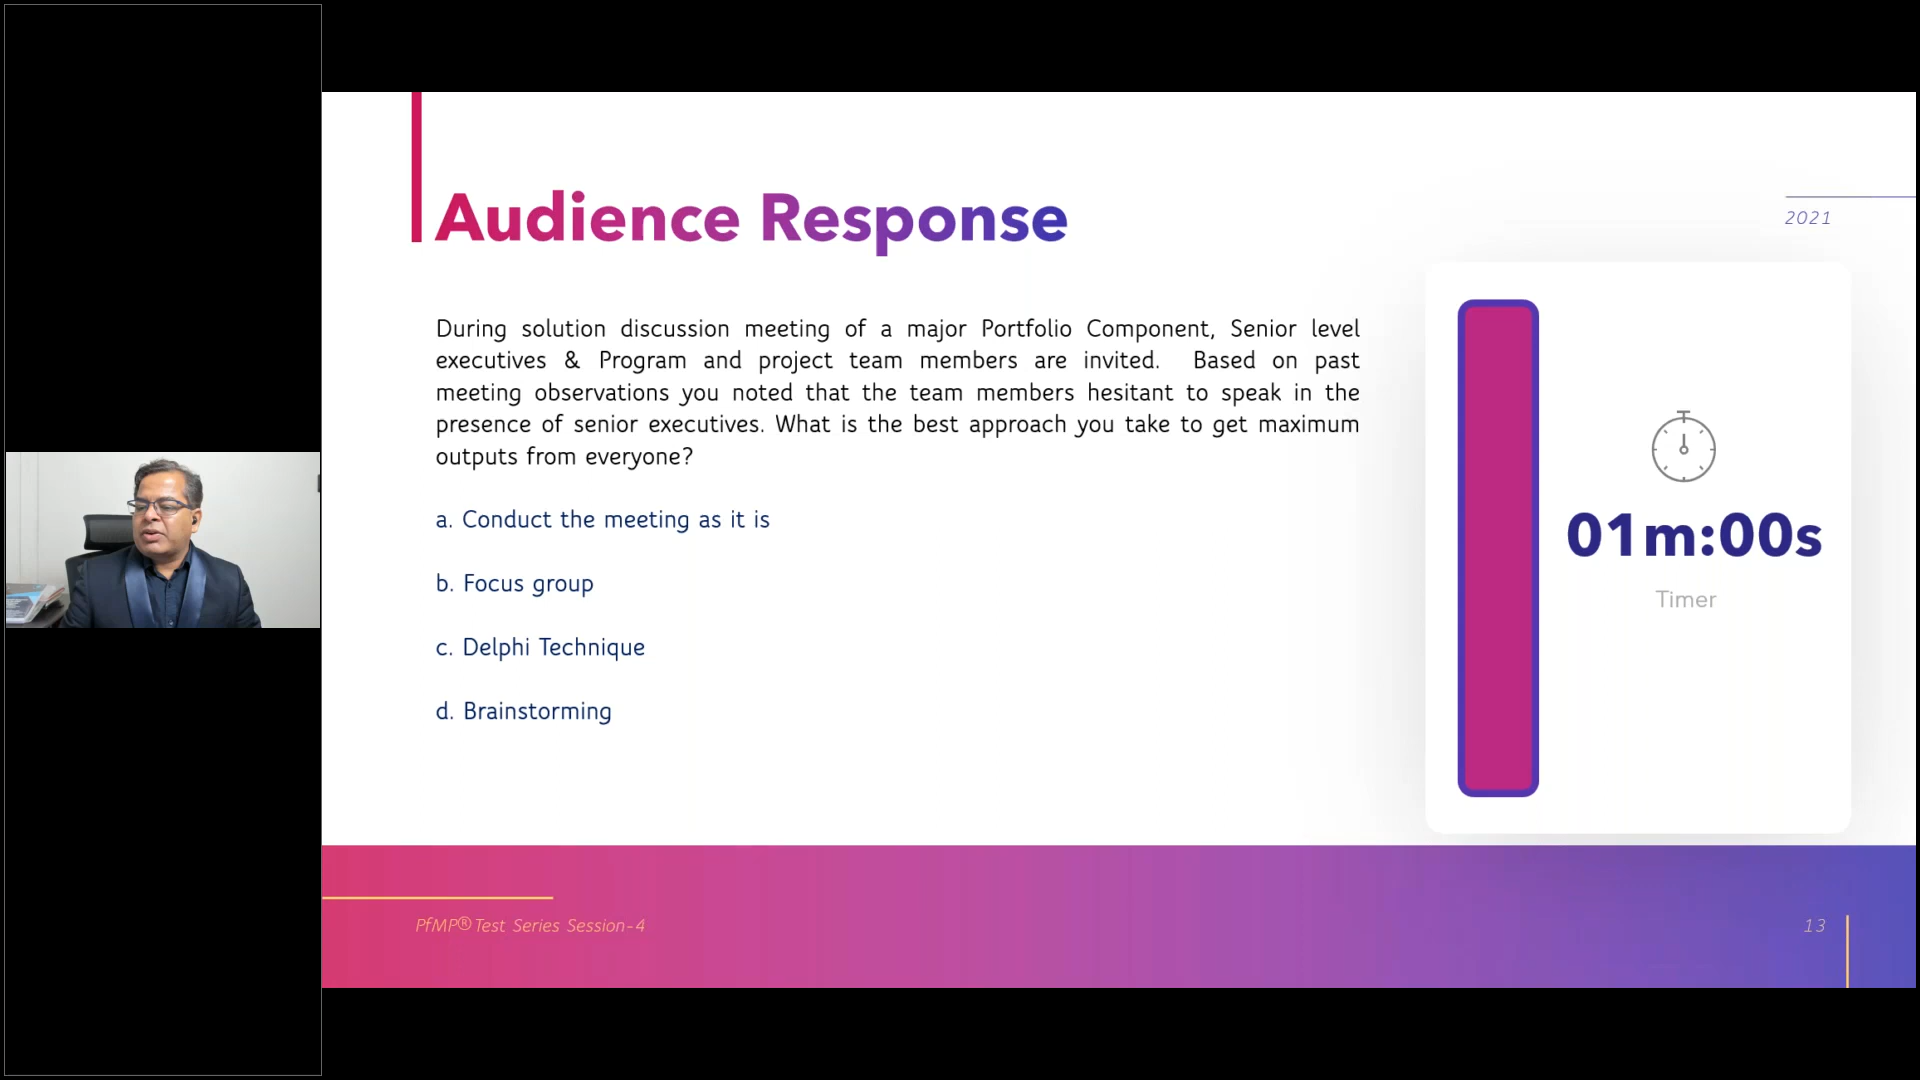 Audience Response
2021
During solution discussion meeting of a major Portfolio Component, Senior level
executives & Program and project team members are invited. Based on past
meeting observations you noted that the team members hesitant to speak in the
presence of senior executives. What is the best approach you take to get maximum
outputs from everyone?
a. Conduct the meeting as it is
b. Focus group
c. Delphi Technique
d. Brainstorming
01m:00s
Timer
PfMP® Test Series Session-4
13